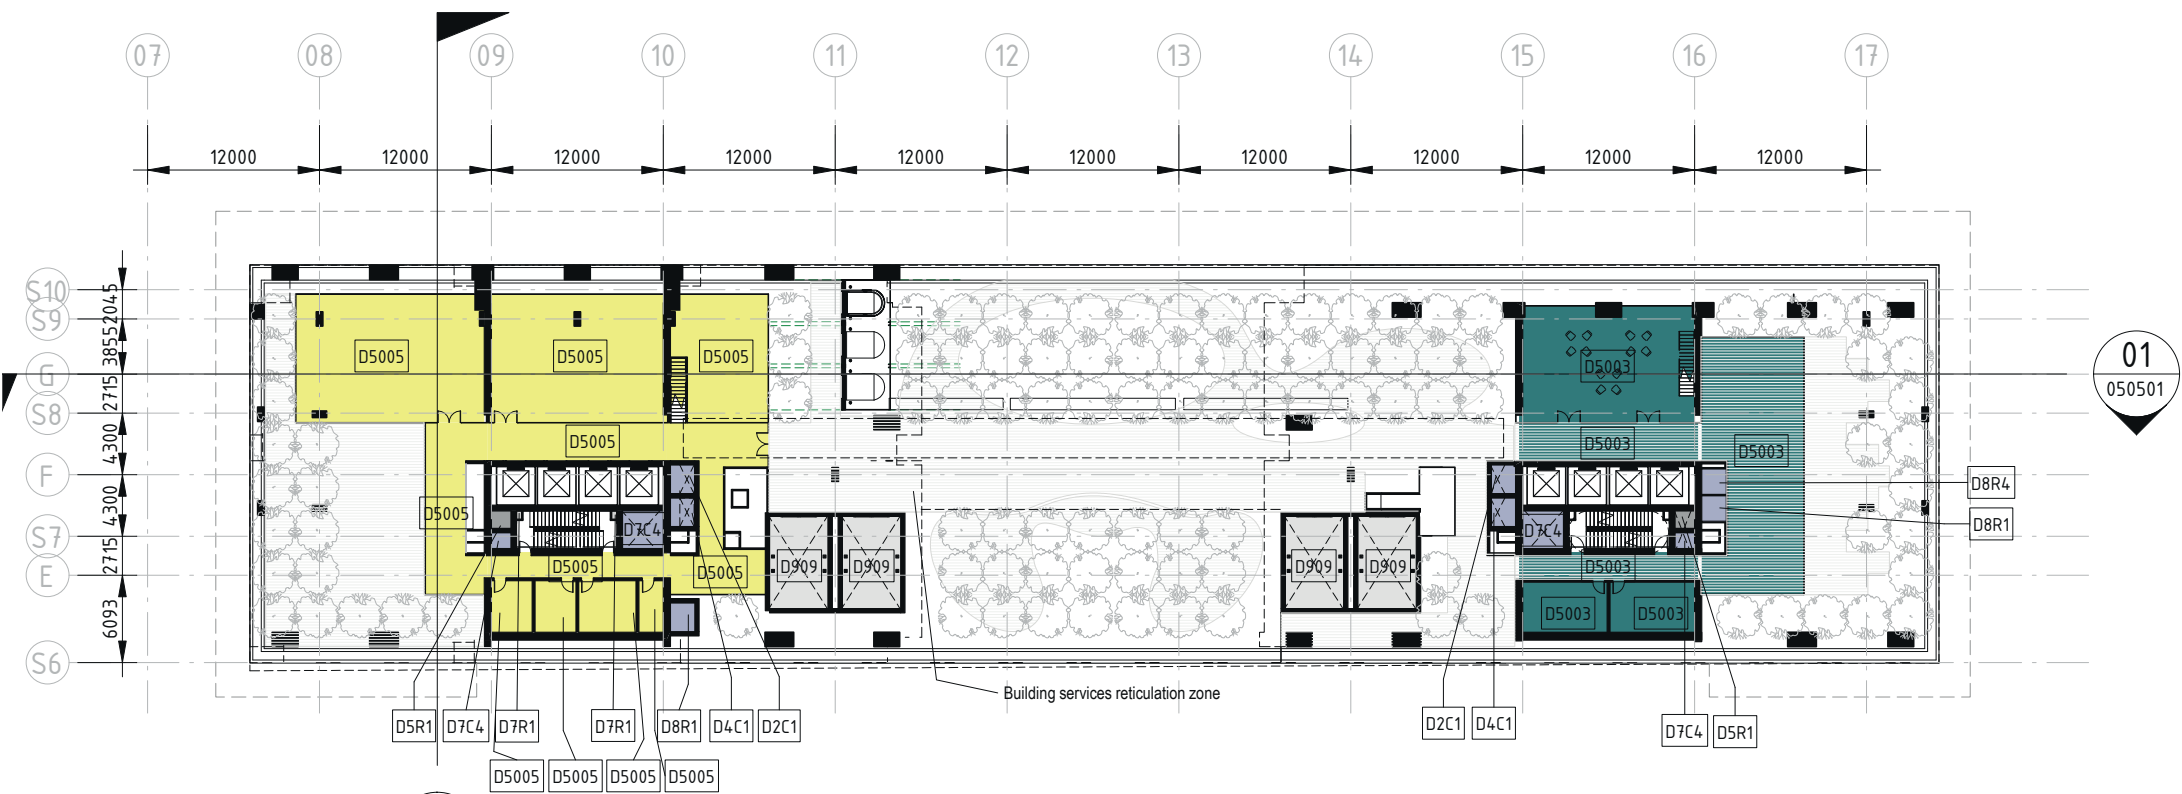 07 08 09 10 11 12 13 14 15 16 17
12000 12000 12000 12000 12000 12000 12000 12000 12000 12000
S10
S9
G
S8
F
S7
E
S6
2045
3855
2715
4300
4300
2715
6093
01
050501
D5005 D5005 D5005 D5003
D5005 D5003 D5003
D5005 D7C4 D7C4
D5005 D5005 D909 D909 D909 D909 D5003
D5003 D5003
D8R4
D8R1
Building services reticulation zone
D5R1 D7C4 D7R1 D7R1 D8R1 D4C1 D2C1 D2C1 D4C1 D7C4 D5R1
D5005 D5005 D5005 D5005